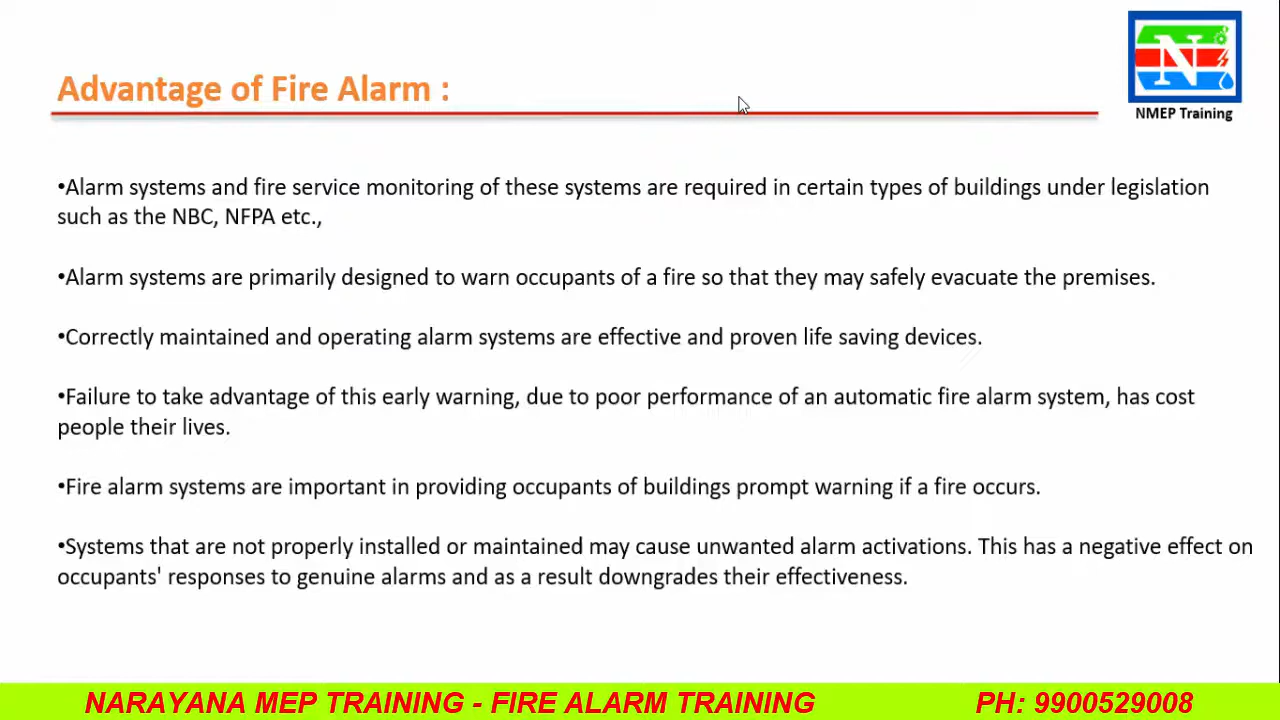 N
NMEP Training
Advantage of Fire Alarm :
•Alarm systems and fire service monitoring of these systems are required in certain types of buildings under legislation
such as the NBC, NFPA etc.,
•Alarm systems are primarily designed to warn occupants of a fire so that they may safely evacuate the premises.
•Correctly maintained and operating alarm systems are effective and proven life saving devices.
•Failure to take advantage of this early warning, due to poor performance of an automatic fire alarm system, has cost
people their lives.
•Fire alarm systems are important in providing occupants of buildings prompt warning if a fire occurs.
•Systems that are not properly installed or maintained may cause unwanted alarm activations. This has a negative effect on
occupants' responses to genuine alarms and as a result downgrades their effectiveness.
NARAYANA MEP TRAINING - FIRE ALARM TRAINING PH: 9900529008